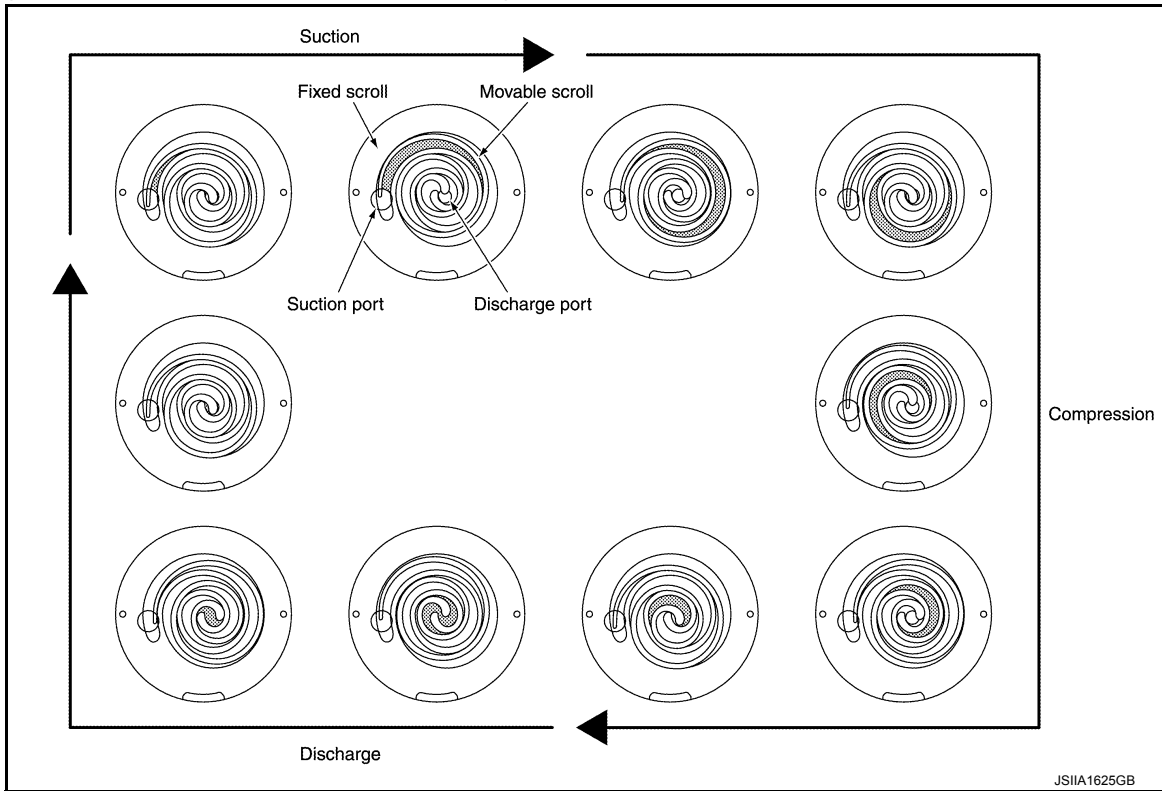 Suction
Fixed scroll
Movable scroll
Suction port
Discharge port
Compression
Discharge
JSIIA1625GB